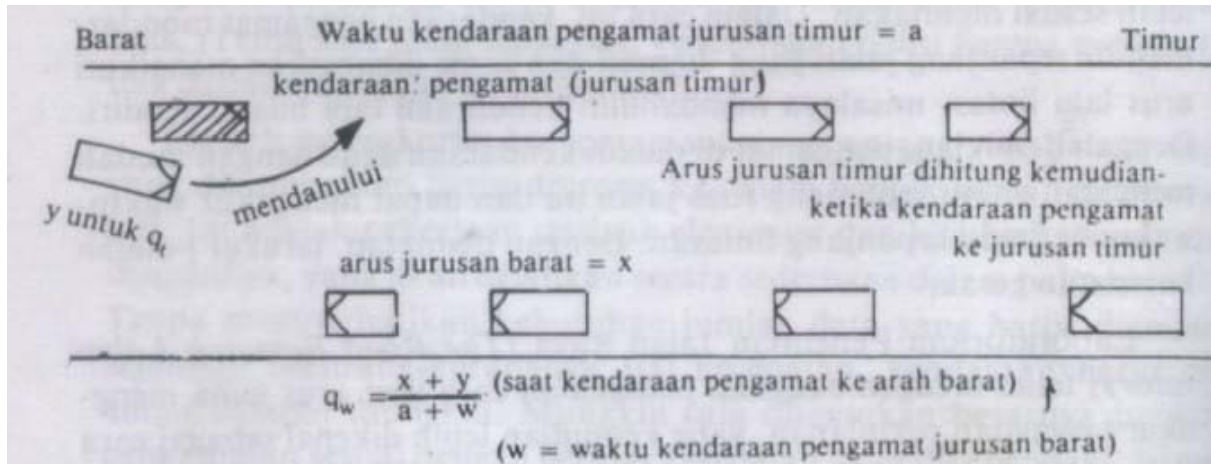 Barat
Waktu kendaraan pengamat jurusan timur = a
Timur
kendaraan: pengamat (jurusan timur)
mendahului
y untuk qt
Arus jurusan timur dihitung kemudian-
ketika kendaraan pengamat
ke jurusan timur
arus jurusan barat = x
qw = x + y / a + w (saat kendaraan pengamat ke arah barat)
(w = waktu kendaraan pengamat jurusan barat)